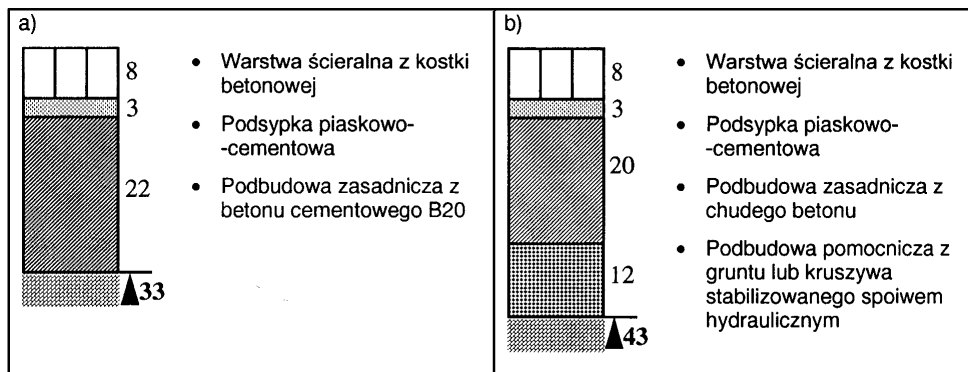 a)
8
3
22
33
• Warstwa ścieralna z kostki
betonowej
• Podsypka piaskowo-
-cementowa
• Podbudowa zasadnicza z
betonu cementowego B20
b)
8
3
20
12
43
• Warstwa ścieralna z kostki
betonowej
• Podsypka piaskowo-
-cementowa
• Podbudowa zasadnicza z
chudego betonu
• Podbudowa pomocnicza z
gruntu lub kruszywa
stabilizowanego spoiwem
hydraulicznym